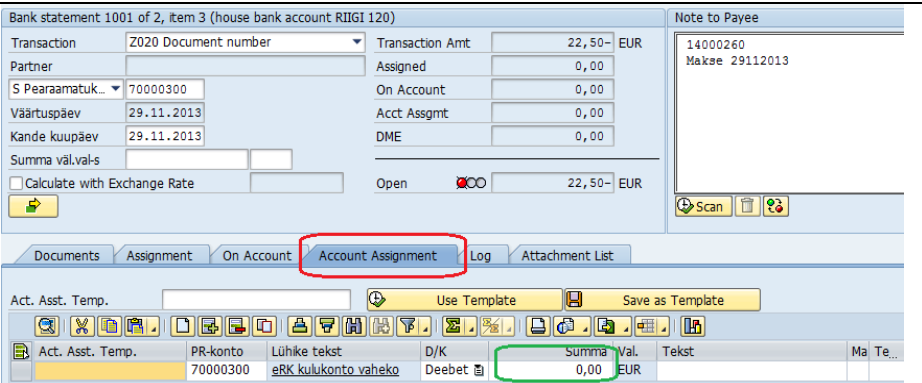 Bank statement 1001 of 2, item 3 (house bank account RIIGI 120)
Note to Payee
Transaction Z020 Document number Transaction Amt 22,50- EUR
14000260
Partner Assigned 0,00
Makse 29112013
S Pearaamatuk... 70000300 On Account 0,00
Väärtuspäev 29.11.2013 Acct Assgmt 0,00
Kande kuupäev 29.11.2013 DME 0,00
Summa väl.val-s
Calculate with Exchange Rate Open 22,50- EUR
Scan
Documents Assignment On Account Account Assignment Log Attachment List
Act. Asst. Temp. Use Template Save as Template
Act. Asst. Temp. PR-konto Lühike tekst D/K Summa Val. Tekst Ma Te...
70000300 eRK kulukonto vaheko Deebet 0,00 EUR